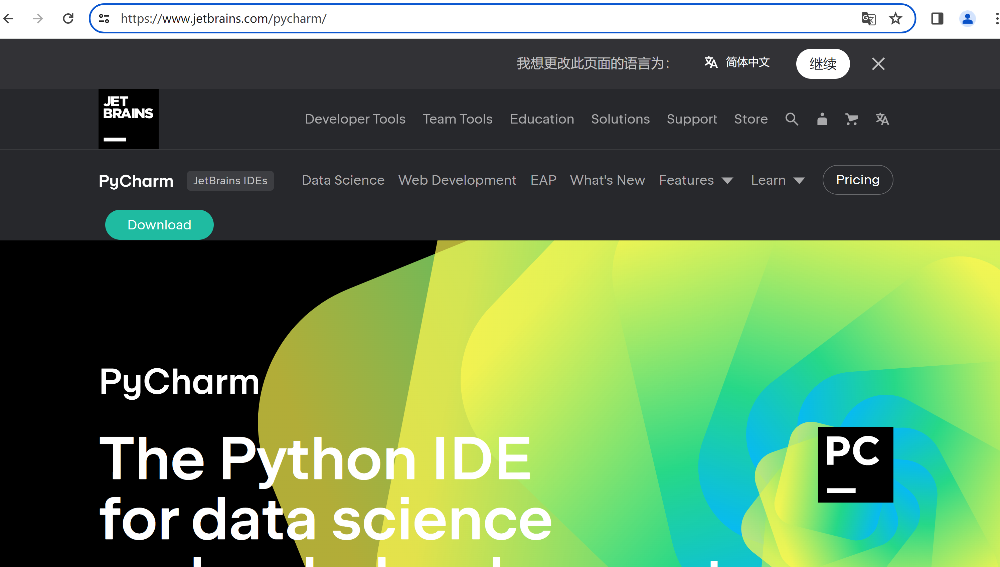 https://www.jetbrains.com/pycharm/
我想更改此页面的语言为： 简体中文 继续
JET
BRAINS
Developer Tools Team Tools Education Solutions Support Store
PyCharm JetBrains IDEs Data Science Web Development EAP What's New Features Learn Pricing
Download
PyCharm
The Python IDE
PC
for data science